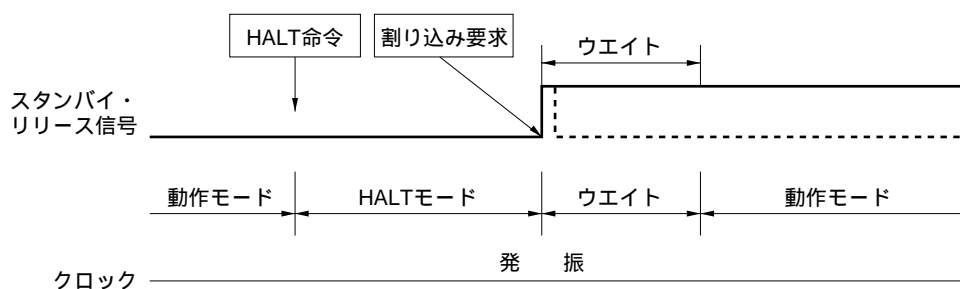 HALT命令
割り込み要求
ウエイト
スタンバイ・
リリース信号
動作モード
HALTモード
ウエイト
動作モード
発 振
クロック